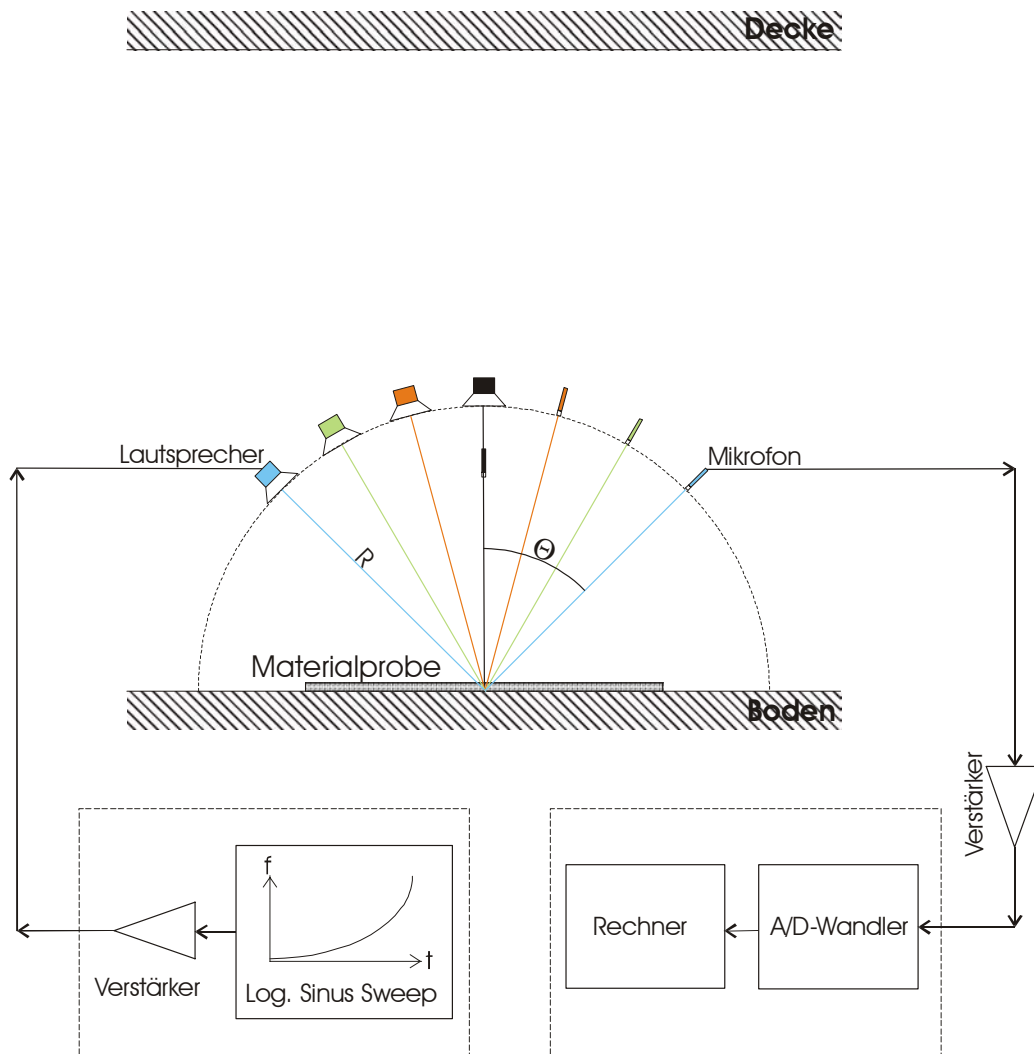 Decke
Lautsprecher
Mikrofon
R
Θ
Materialprobe
Boden
Verstärker
f
t
Log. Sinus Sweep
Verstärker
Rechner
A/D-Wandler